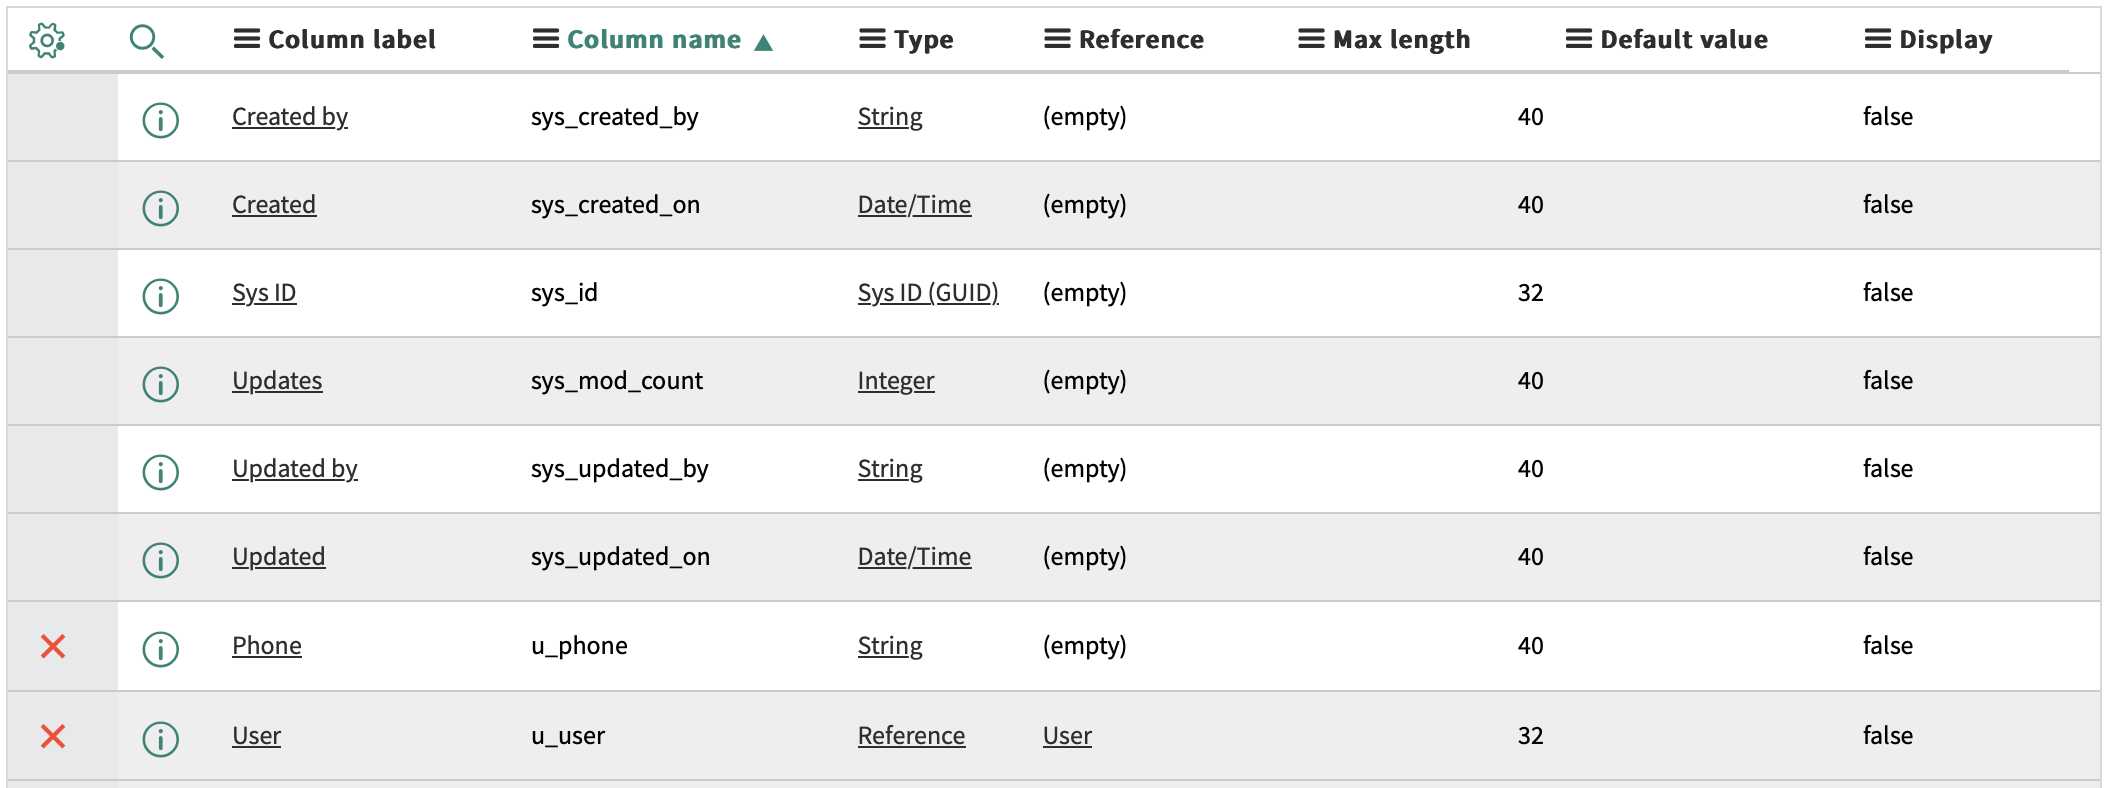 Column label Column name Type Reference Max length Default value Display
Created by sys_created_by String (empty) 40 false
Created sys_created_on Date/Time (empty) 40 false
Sys ID sys_id Sys ID (GUID) (empty) 32 false
Updates sys_mod_count Integer (empty) 40 false
Updated by sys_updated_by String (empty) 40 false
Updated sys_updated_on Date/Time (empty) 40 false
Phone u_phone String (empty) 40 false
User u_user Reference User 32 false